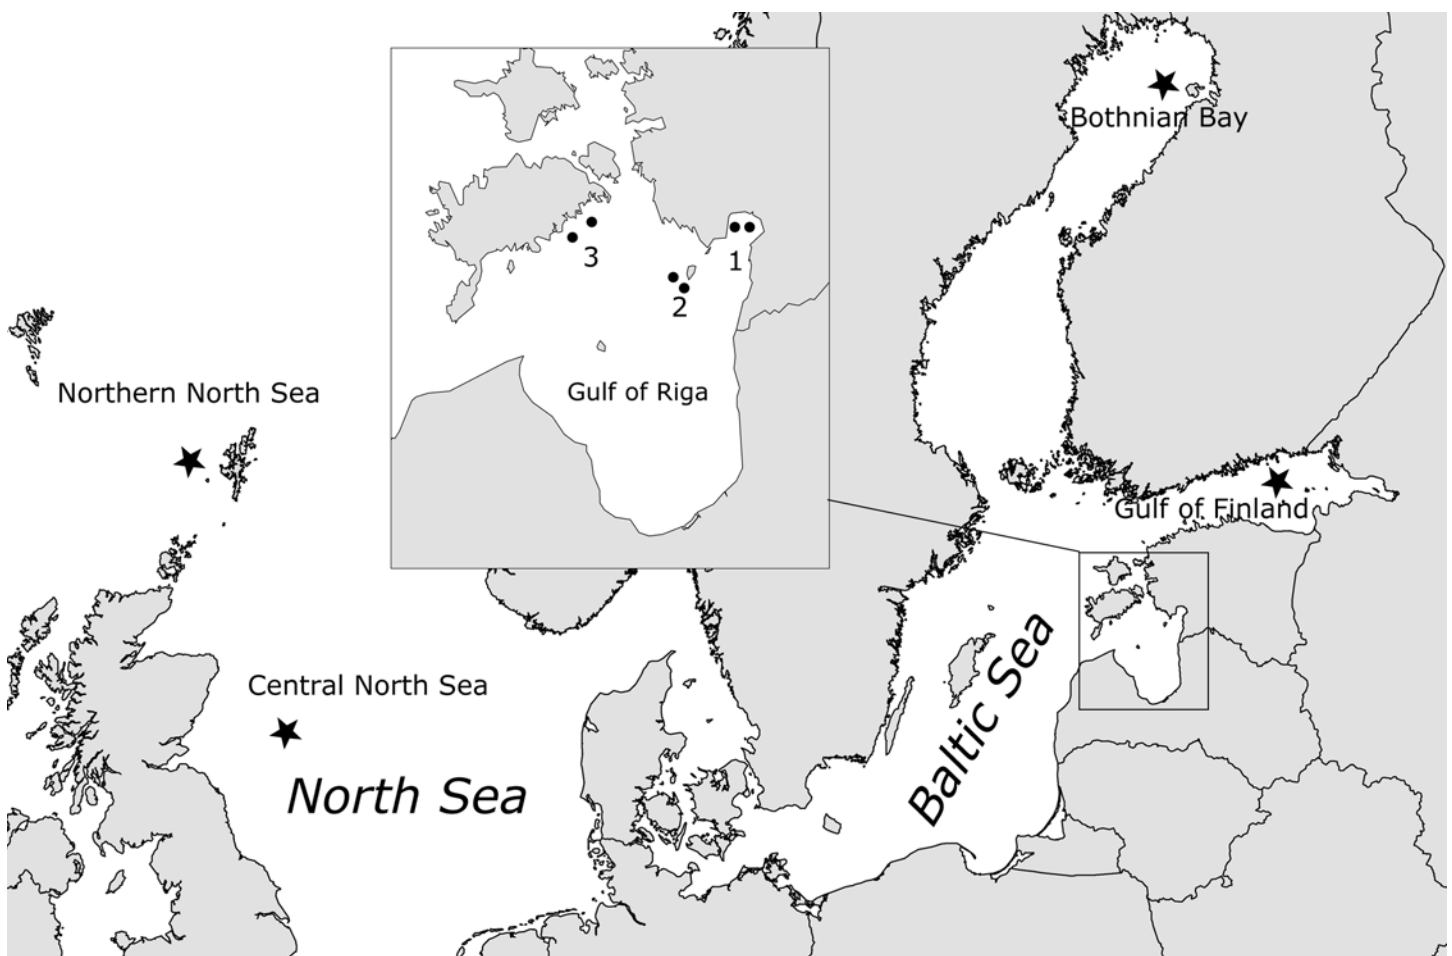 Bothnian Bay
3
1
2
Northern North Sea
Gulf of Riga
Gulf of Finland
Baltic Sea
Central North Sea
North Sea